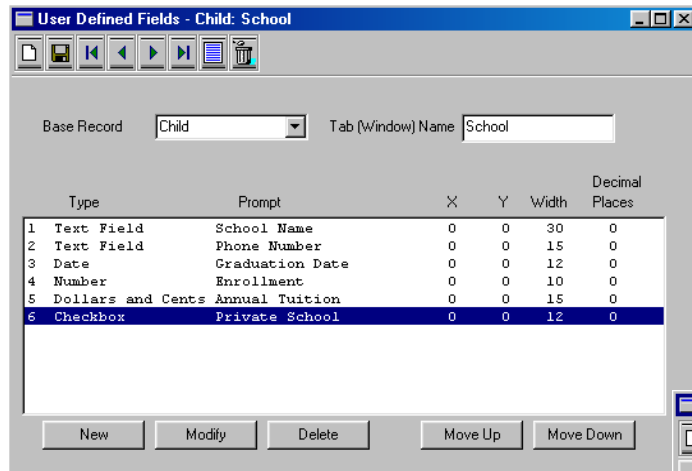 User Defined Fields - Child: School
Base Record Child Tab (Window) Name School
Decimal
Type Prompt X Y Width Places
1 Text Field School Name 0 0 30 0
2 Text Field Phone Number 0 0 15 0
3 Date Graduation Date 0 0 12 0
4 Number Enrollment 0 0 10 0
5 Dollars and Cents Annual Tuition 0 0 15 0
6 Checkbox Private School 0 0 12 0
New Modify Delete Move Up Move Down